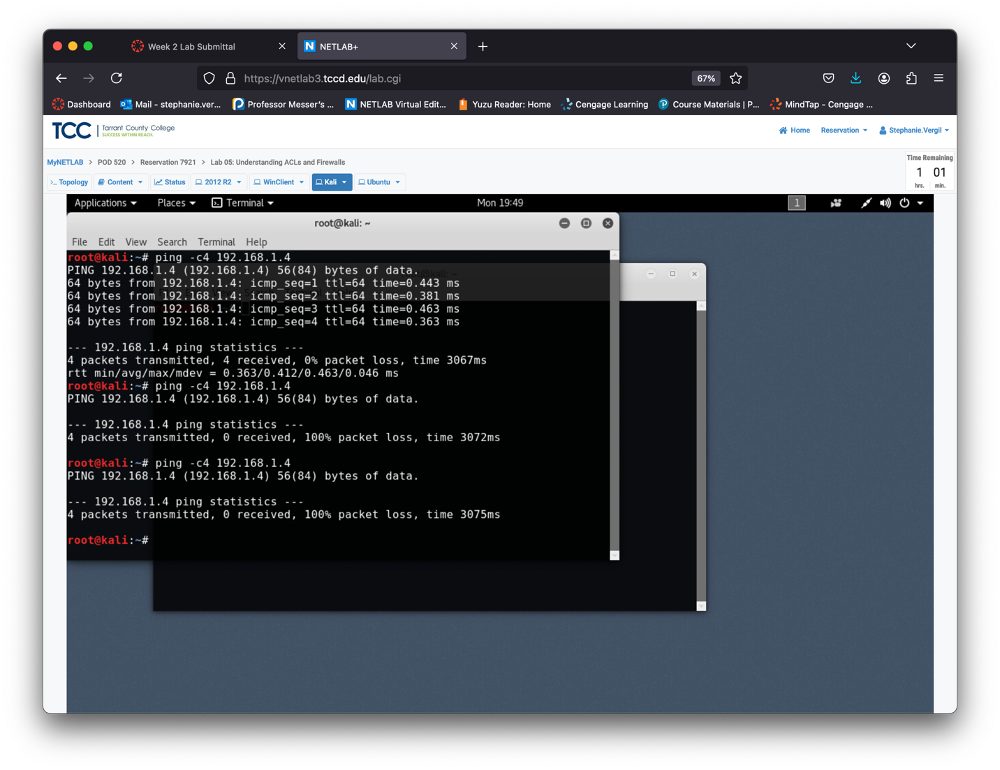 Week 2 Lab Submittal
NETLAB+
https://vnetlab3.tccd.edu/lab.cgi
67%
Dashboard
Mail - stephanie.ver...
Professor Messer's ...
NETLAB Virtual Edit...
Yuzu Reader: Home
Cengage Learning
Course Materials | P...
MindTap - Cengage ...
TCC
Tarrant County College
SUCCESS WITHIN REACH.
Home
Reservation
Stephanie.Vergil
MyNETLAB > POD 520 > Reservation 7921 > Lab 05: Understanding ACLs and Firewalls
Time Remaining
1 01
hrs. min.
>_ Topology
Content
Status
2012 R2
WinClient
Kali
Ubuntu
Applications
Places
Terminal
Mon 19:49
1
root@kali: ~
File Edit View Search Terminal Help
root@kali:~# ping -c4 192.168.1.4
PING 192.168.1.4 (192.168.1.4) 56(84) bytes of data.
64 bytes from 192.168.1.4: icmp_seq=1 ttl=64 time=0.443 ms
64 bytes from 192.168.1.4: icmp_seq=2 ttl=64 time=0.381 ms
64 bytes from 192.168.1.4: icmp_seq=3 ttl=64 time=0.463 ms
64 bytes from 192.168.1.4: icmp_seq=4 ttl=64 time=0.363 ms
--- 192.168.1.4 ping statistics ---
4 packets transmitted, 4 received, 0% packet loss, time 3067ms
rtt min/avg/max/mdev = 0.363/0.412/0.463/0.046 ms
root@kali:~# ping -c4 192.168.1.4
PING 192.168.1.4 (192.168.1.4) 56(84) bytes of data.
--- 192.168.1.4 ping statistics ---
4 packets transmitted, 0 received, 100% packet loss, time 3072ms
root@kali:~# ping -c4 192.168.1.4
PING 192.168.1.4 (192.168.1.4) 56(84) bytes of data.
--- 192.168.1.4 ping statistics ---
4 packets transmitted, 0 received, 100% packet loss, time 3075ms
root@kali:~#